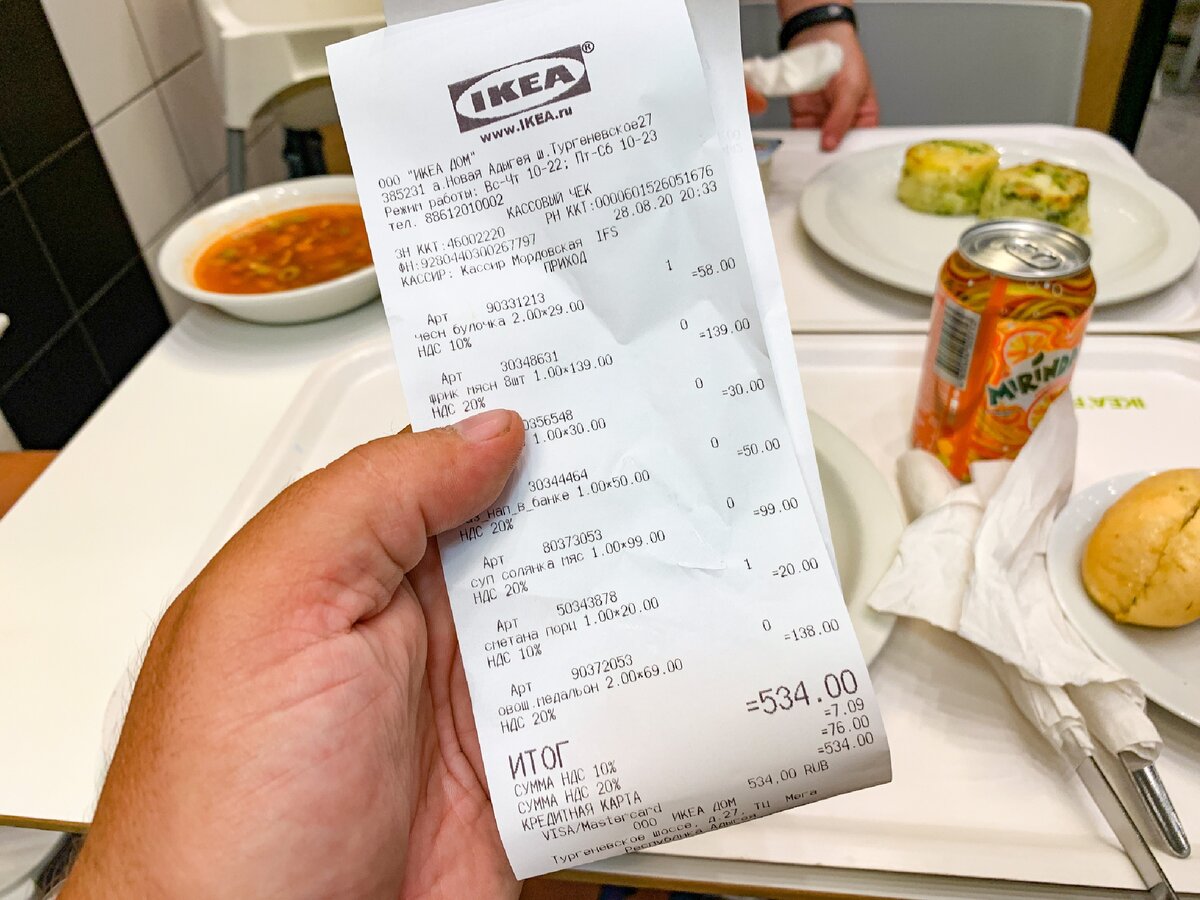 IKEA®
www.IKEA.ru
ООО "ИКЕА ДОМ"
385231 а.Новая Адыгея ш.Тургеневское27
Режим работы: Вс-Чт 10-22; Пт-Сб 10-23
тел. 88612010002
КАССОВЫЙ ЧЕК
ЗН ККТ:46002220 РН ККТ:0000601526051676
ФН:9280440300267797 28.08.20 20:33
КАССИР: Кассир Мордовская IFS
ПРИХОД
Арт 90331213 1 =58.00
чесн булочка 2.00*29.00
НДС 10%
Арт 30348631 0 =139.00
фрик мясн 8шт 1.00*139.00
НДС 20%
0356548 0 =30.00
1.00*30.00
30344464 0 =50.00
аз_нап_в_банке 1.00*50.00
НДС 20%
Арт 80373053 0 =99.00
суп солянка мяс 1.00*99.00
НДС 20%
Арт 50343878 1 =20.00
сметана порц 1.00*20.00
НДС 10%
Арт 90372053 0 =138.00
овощ.медальон 2.00*69.00
НДС 20%
ИТОГ =534.00
СУММА НДС 10% =7.09
СУММА НДС 20% =76.00
КРЕДИТНАЯ КАРТА =534.00
VISA/Mastercard 534.00 RUB
ООО ИКЕА ДОМ
Тургеневское шоссе, д.27, ТЦ Мега
Республика Адыгея
MIRINDA
IKEA